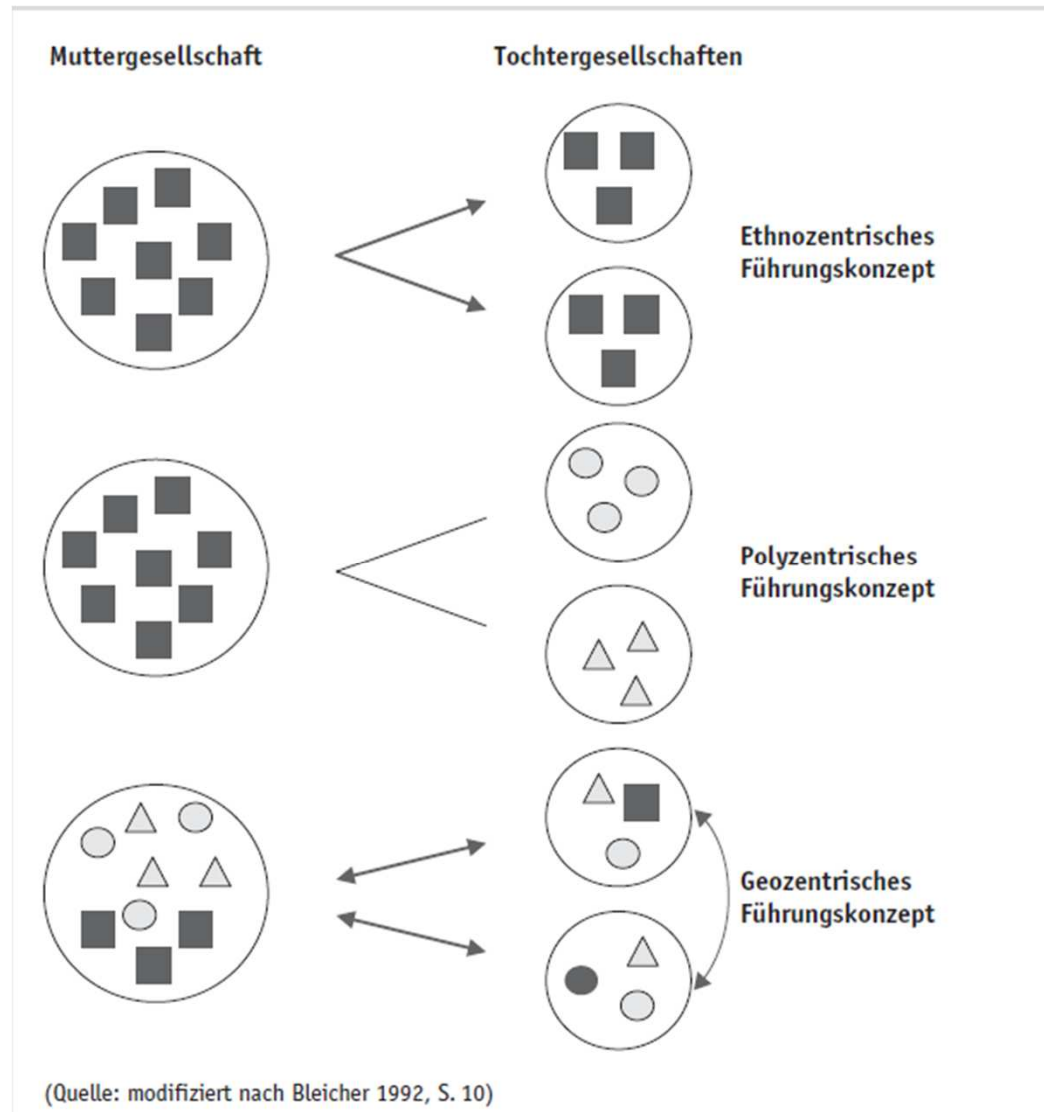 Muttergesellschaft
Tochtergesellschaften
Ethnozentrisches
Führungskonzept
Polyzentrisches
Führungskonzept
Geozentrisches
Führungskonzept
(Quelle: modifiziert nach Bleicher 1992, S. 10)